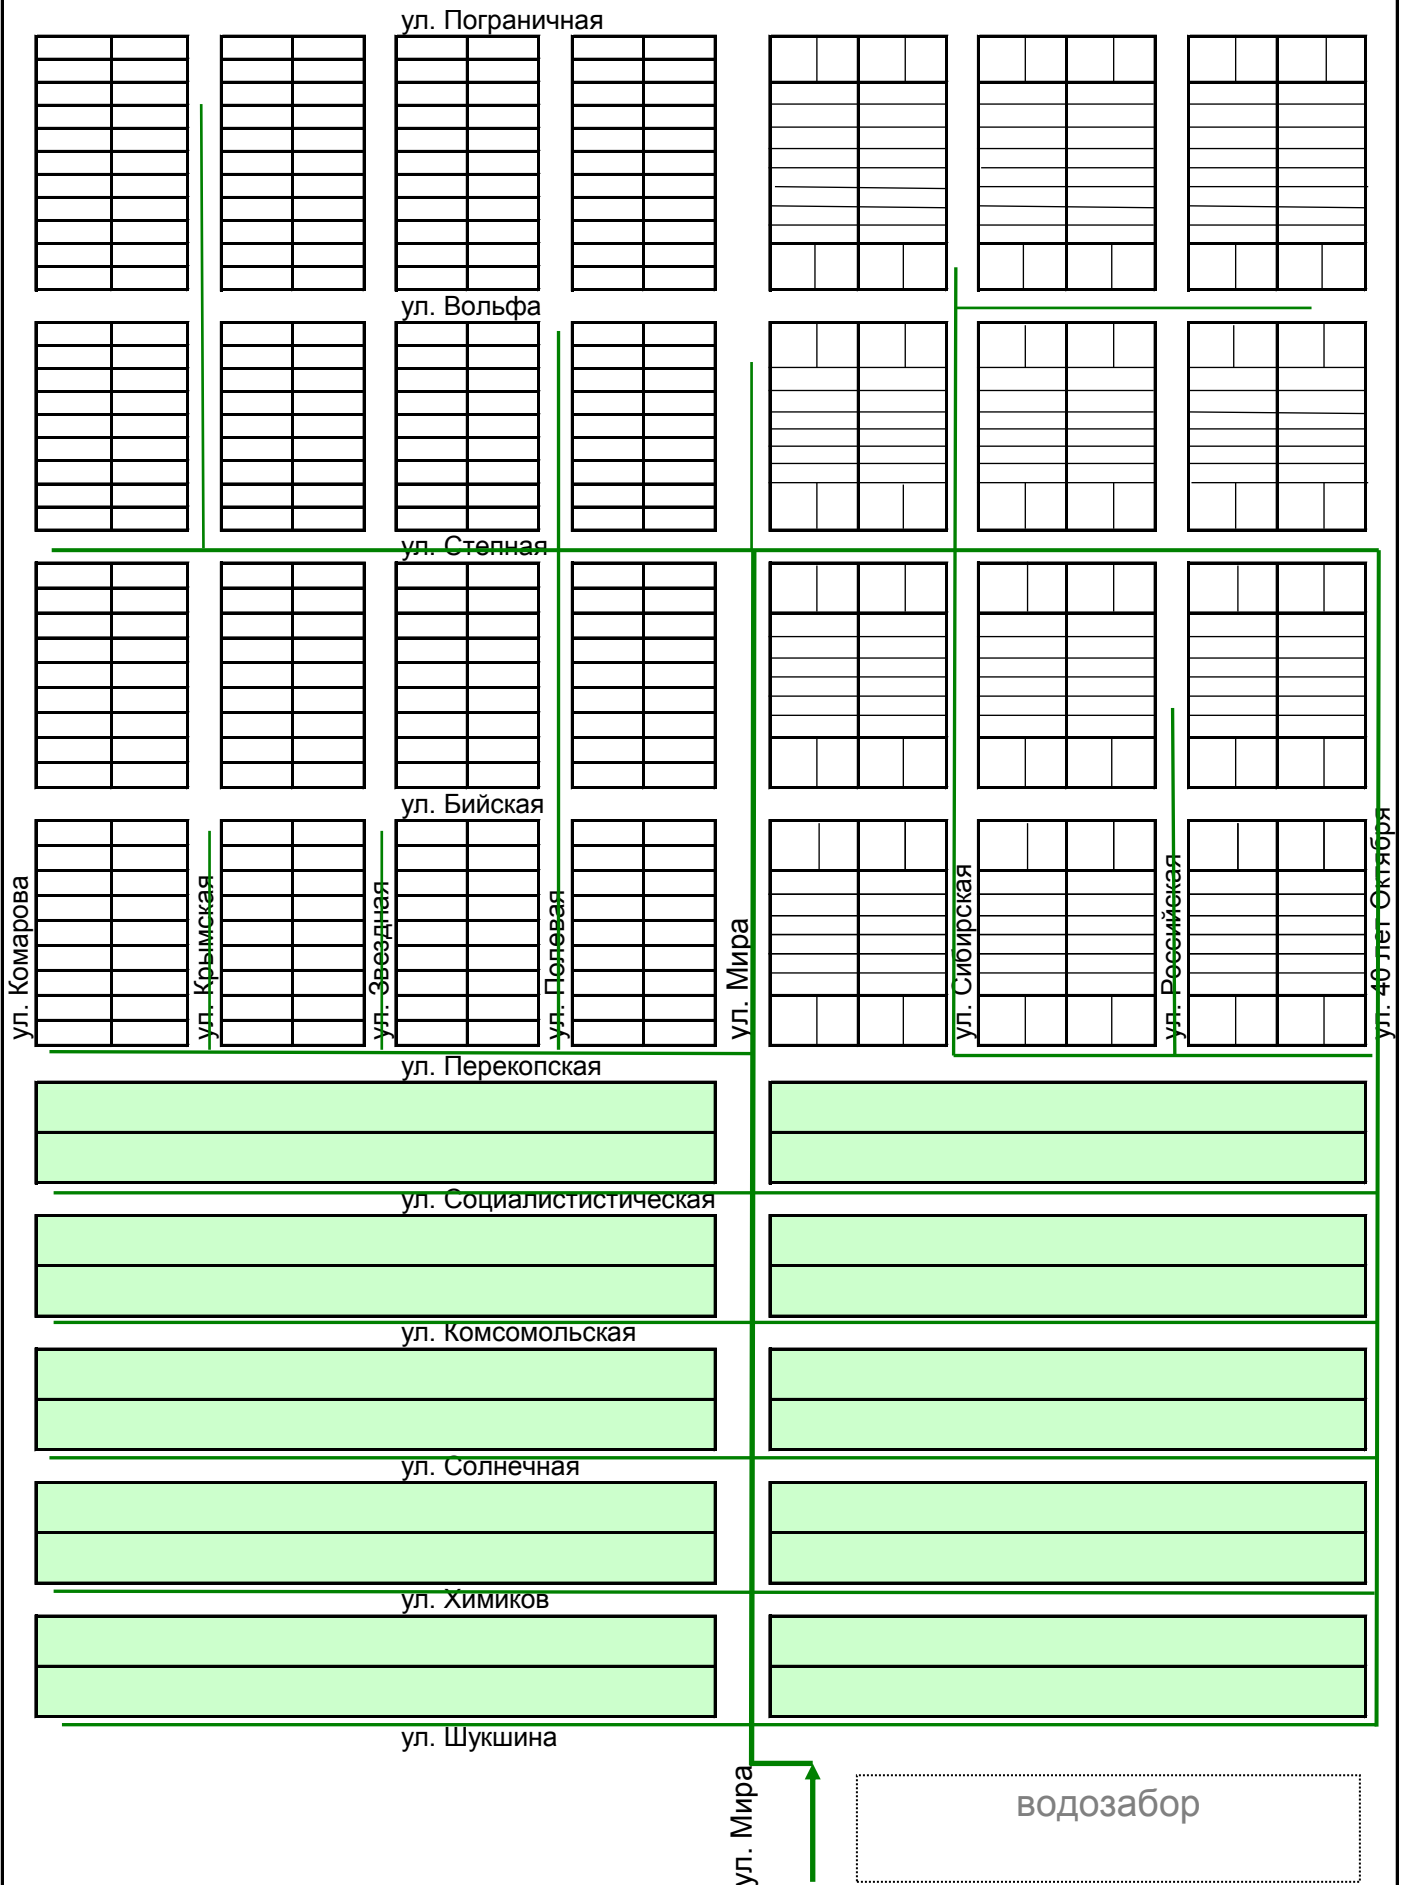 ул. Пограничная
ул. Вольфа
ул. Степная
ул. Бийская
ул. Комарова
ул. Крымская
ул. Звездная
ул. Полевая
ул. Мира
ул. Сибирская
ул. Российская
ул. 40 лет Октября
ул. Перекопская
ул. Социалистистическая
ул. Комсомольская
ул. Солнечная
ул. Химиков
ул. Шукшина
ул. Мира
водозабор